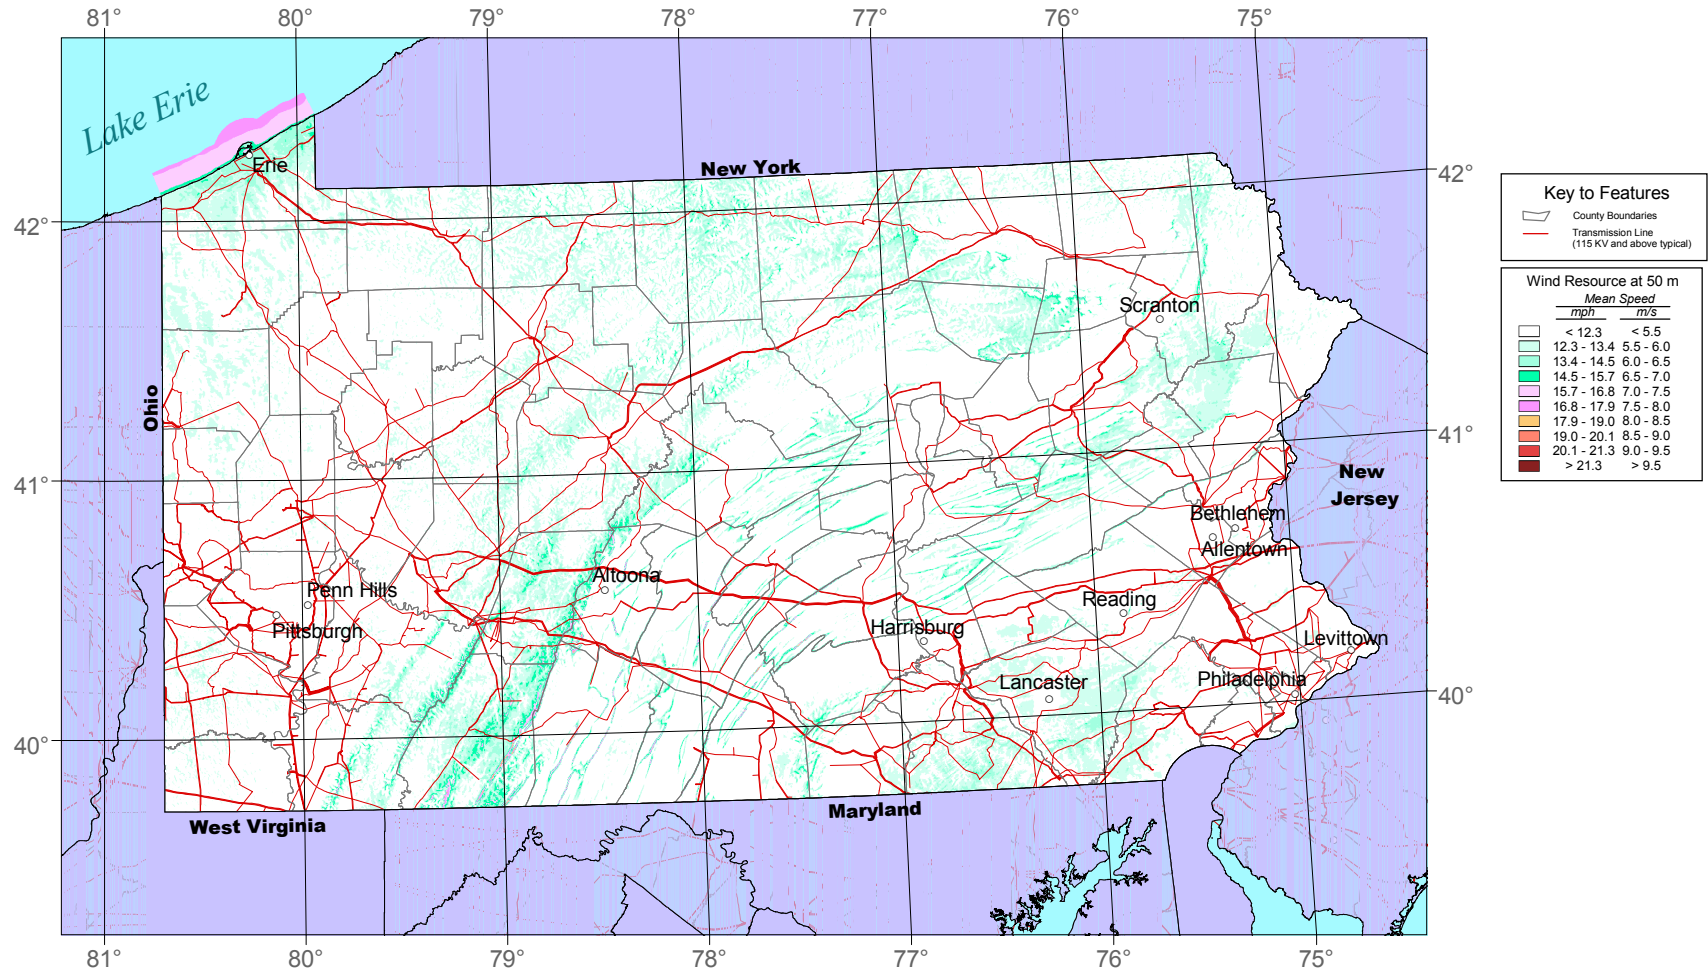 81°
80°
79°
78°
77°
76°
75°
Lake Erie
Erie
New York
42°
42°
Key to Features
County Boundaries
Transmission Line
(115 KV and above typical)
Wind Resource at 50 m
Mean Speed
mph m/s
< 12.3 < 5.5
12.3 - 13.4 5.5 - 6.0
13.4 - 14.5 6.0 - 6.5
14.5 - 15.7 6.5 - 7.0
15.7 - 16.8 7.0 - 7.5
16.8 - 17.9 7.5 - 8.0
17.9 - 19.0 8.0 - 8.5
19.0 - 20.1 8.5 - 9.0
20.1 - 21.3 9.0 - 9.5
> 21.3 > 9.5
Scranton
Ohio
41°
41°
New
Jersey
Bethlehem
Allentown
Altoona
Penn Hills
Reading
Pittsburgh
Harrisburg
Levittown
Lancaster
Philadelphia
40°
40°
West Virginia
Maryland
81°
80°
79°
78°
77°
76°
75°